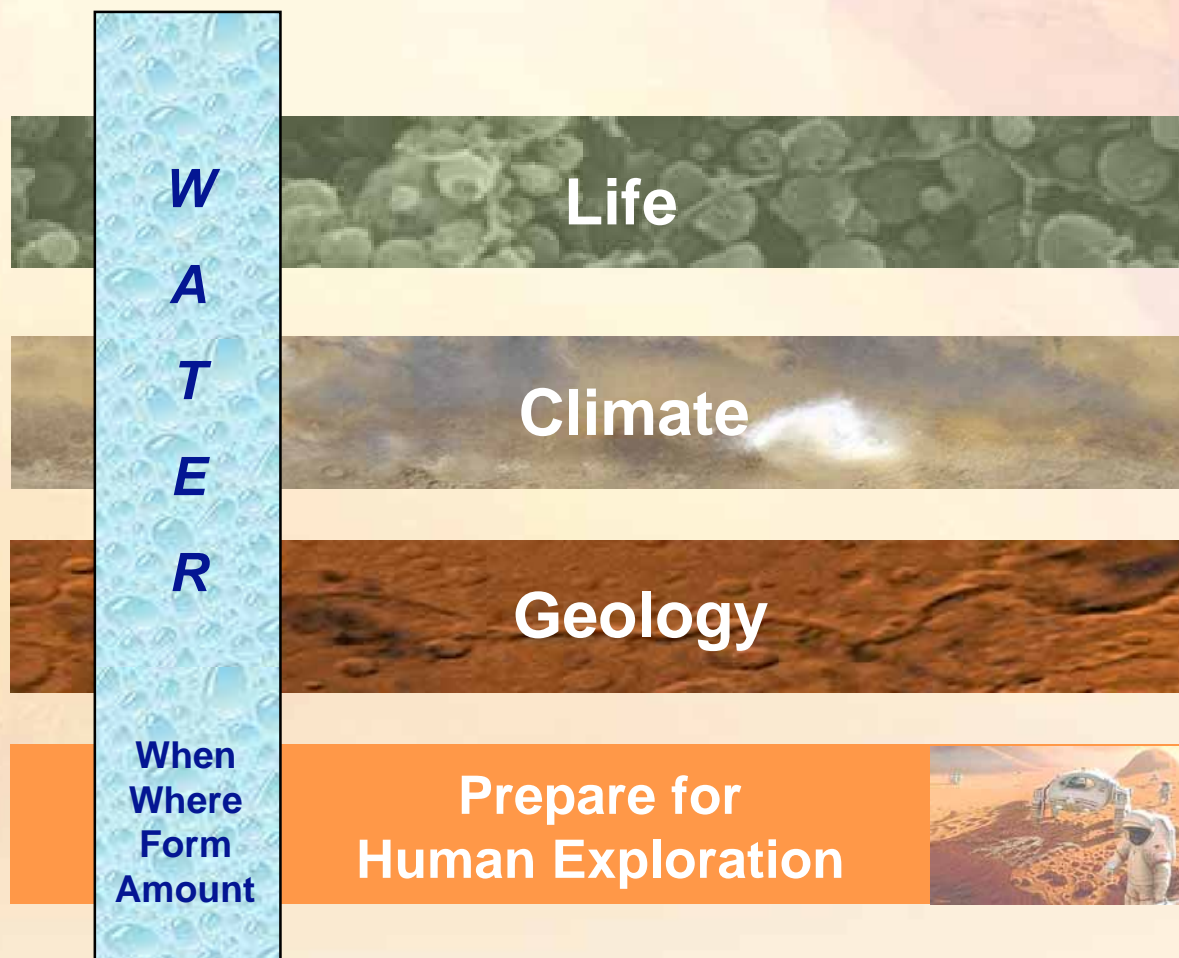 W
A
T
E
R
When
Where
Form
Amount
Life
Climate
Geology
Prepare for
Human Exploration